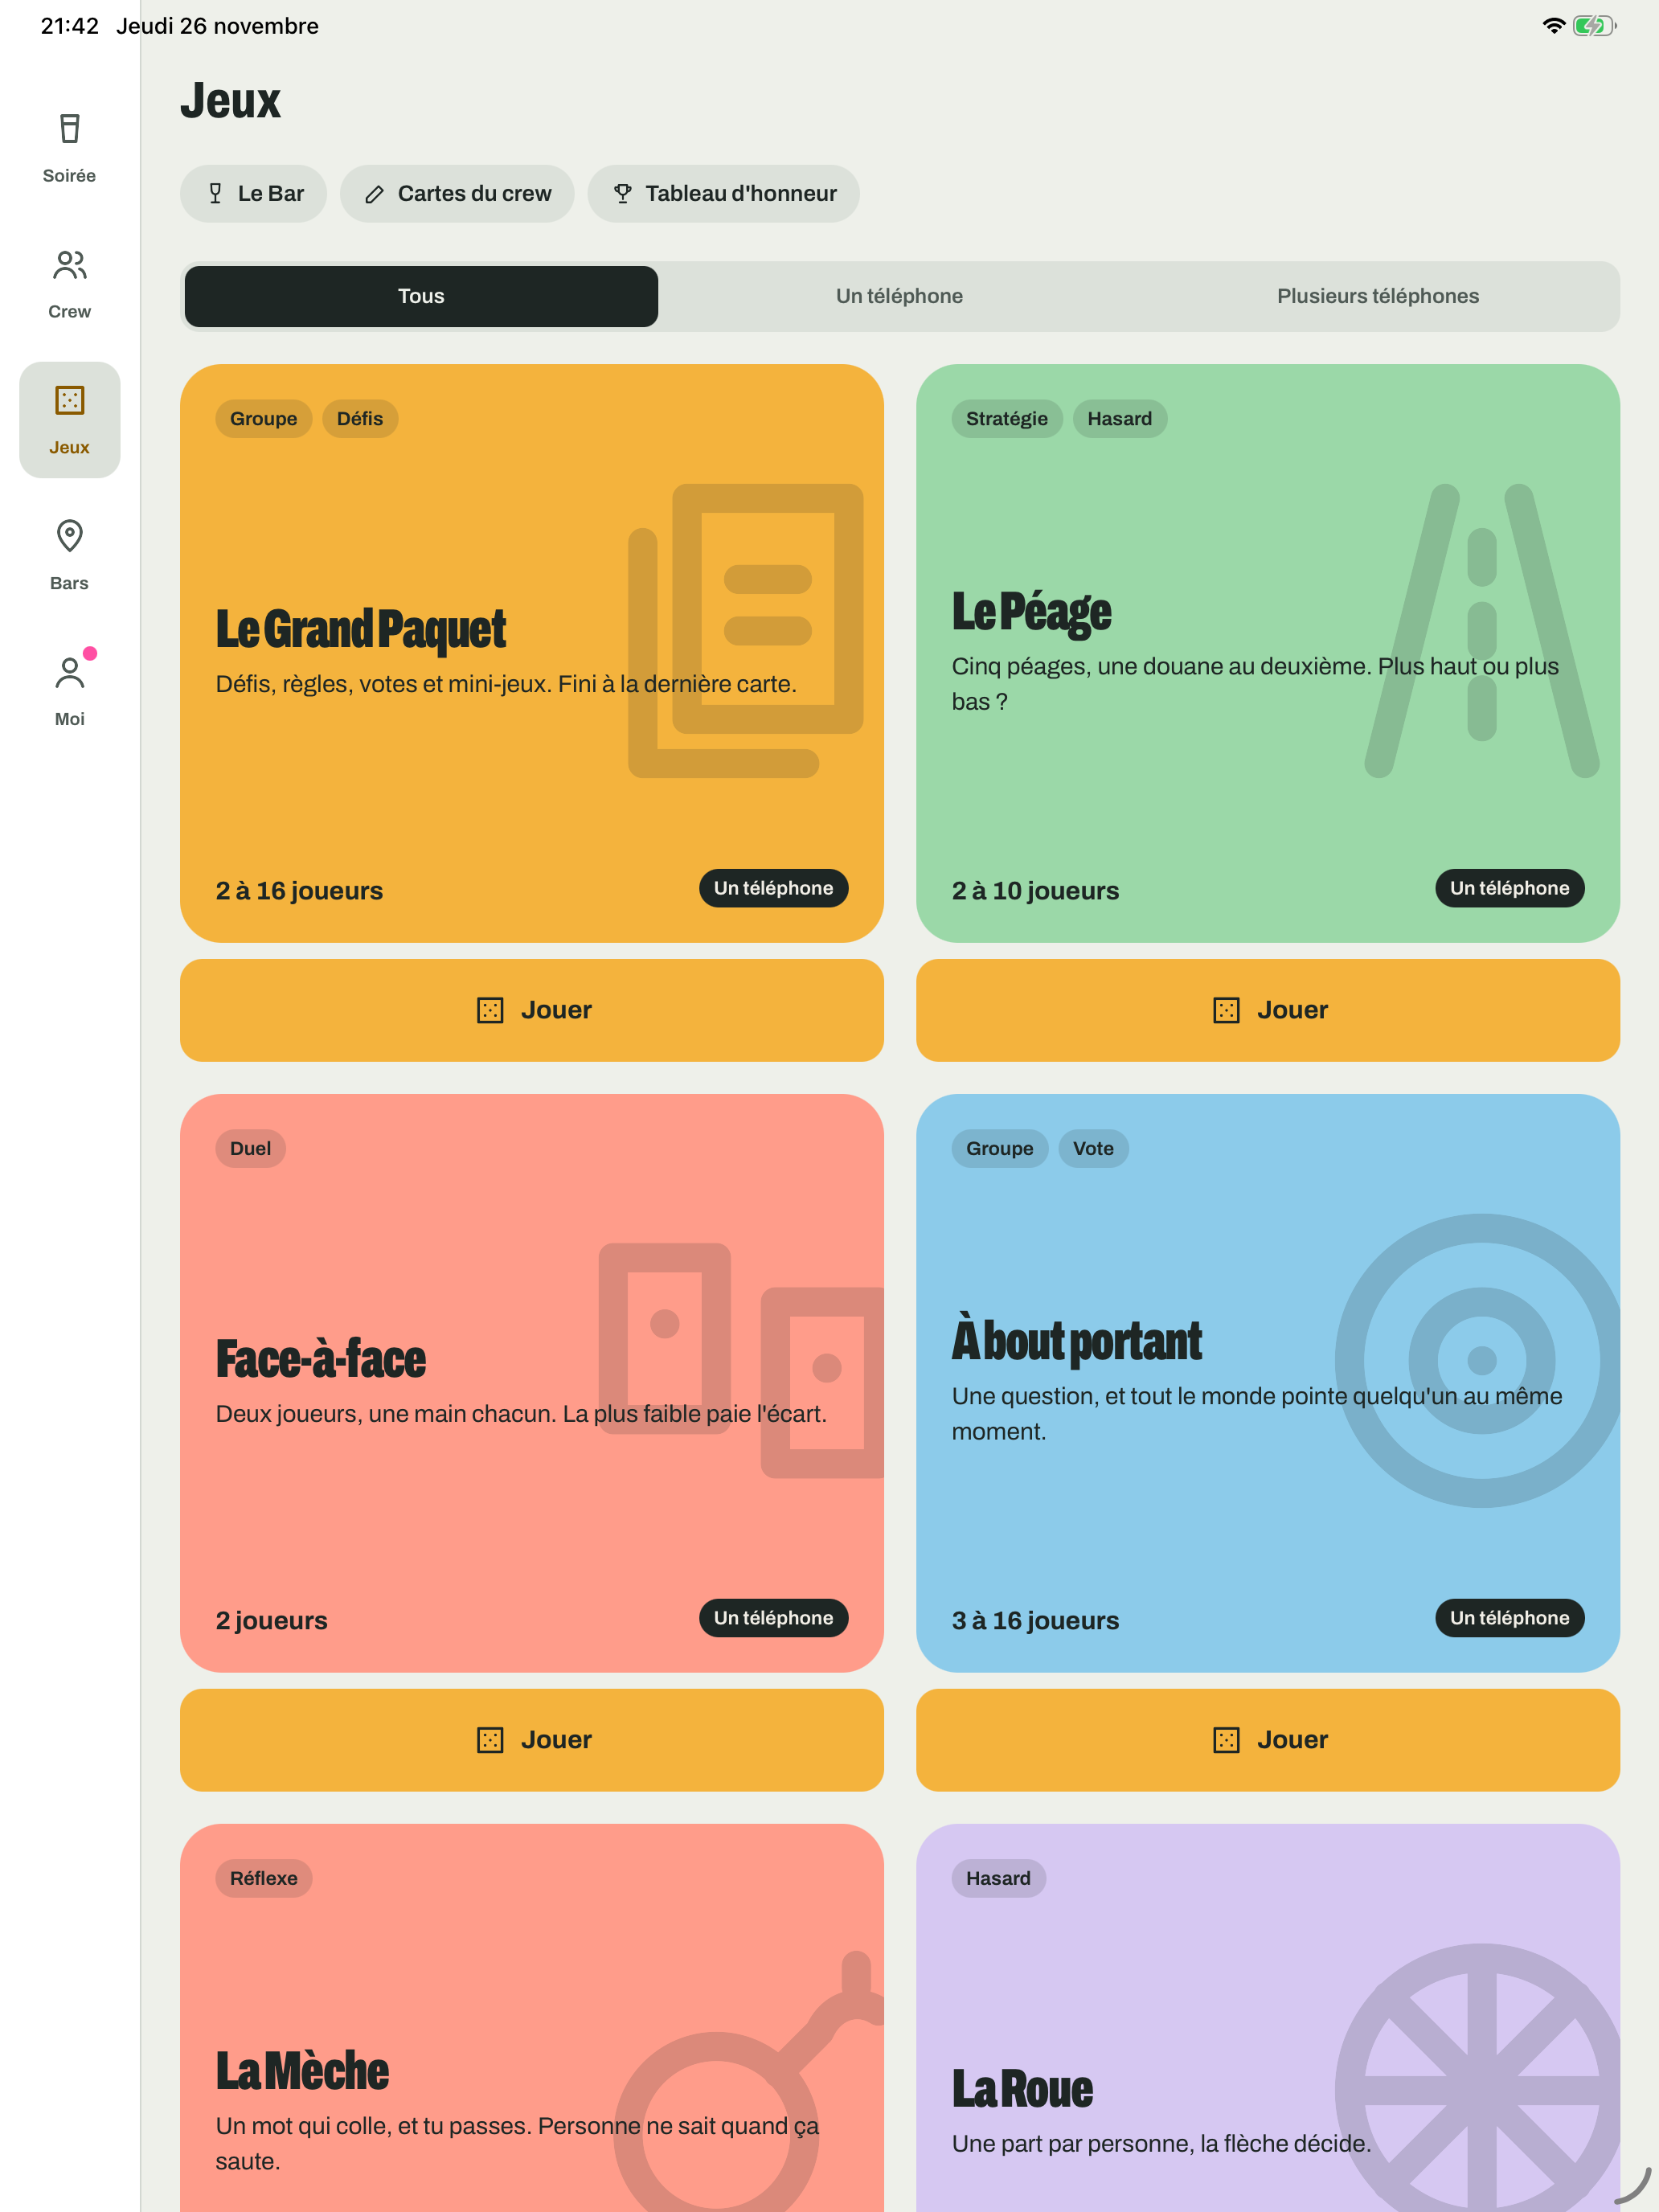 21:42 Jeudi 26 novembre
Jeux
Soirée
Crew
Jeux
Bars
Moi
Le Bar
Cartes du crew
Tableau d'honneur
Tous
Un téléphone
Plusieurs téléphones
Groupe
Défis
Le Grand Paquet
Défis, règles, votes et mini-jeux. Fini à la dernière carte.
2 à 16 joueurs
Un téléphone
Jouer
Stratégie
Hasard
Le Péage
Cinq péages, une douane au deuxième. Plus haut ou plus
bas ?
2 à 10 joueurs
Un téléphone
Jouer
Duel
Face-à-face
Deux joueurs, une main chacun. La plus faible paie l'écart.
2 joueurs
Un téléphone
Jouer
Groupe
Vote
À bout portant
Une question, et tout le monde pointe quelqu'un au même
moment.
3 à 16 joueurs
Un téléphone
Jouer
Réflexe
La Mèche
Un mot qui colle, et tu passes. Personne ne sait quand ça
saute.
Hasard
La Roue
Une part par personne, la flèche décide.